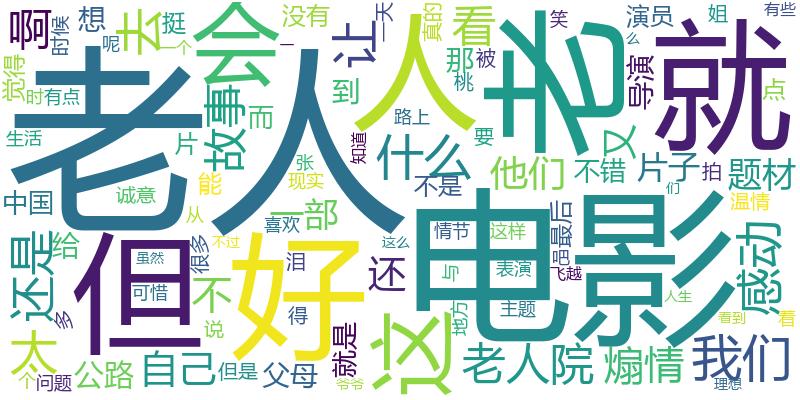 啊
时候
想
呢
挺
去
一个
会
没有
一
让
一天
人
真的
看
那
被
桃
老
笑
演员
么
姐
有些
导演
就
点
觉得
时
有点
老人
故事
而
到
路上
要
又
生活
片
张
知道
什么
他们
不错
片子
拍
题材
中国
诚意
能
现实
不是
们
温情
从
一部
喜欢
还是
给
但
很多
好
泪
还
这么
情节
这样
电影
邑
最后
飞越
感动
虽然
不过
可惜
不
得
这
与
表演
主题
地方
人生
看到
看
太
多
说
就是
个
问题
公路
自己
但是
父母
爷爷
老人院
煽情
我们
理想